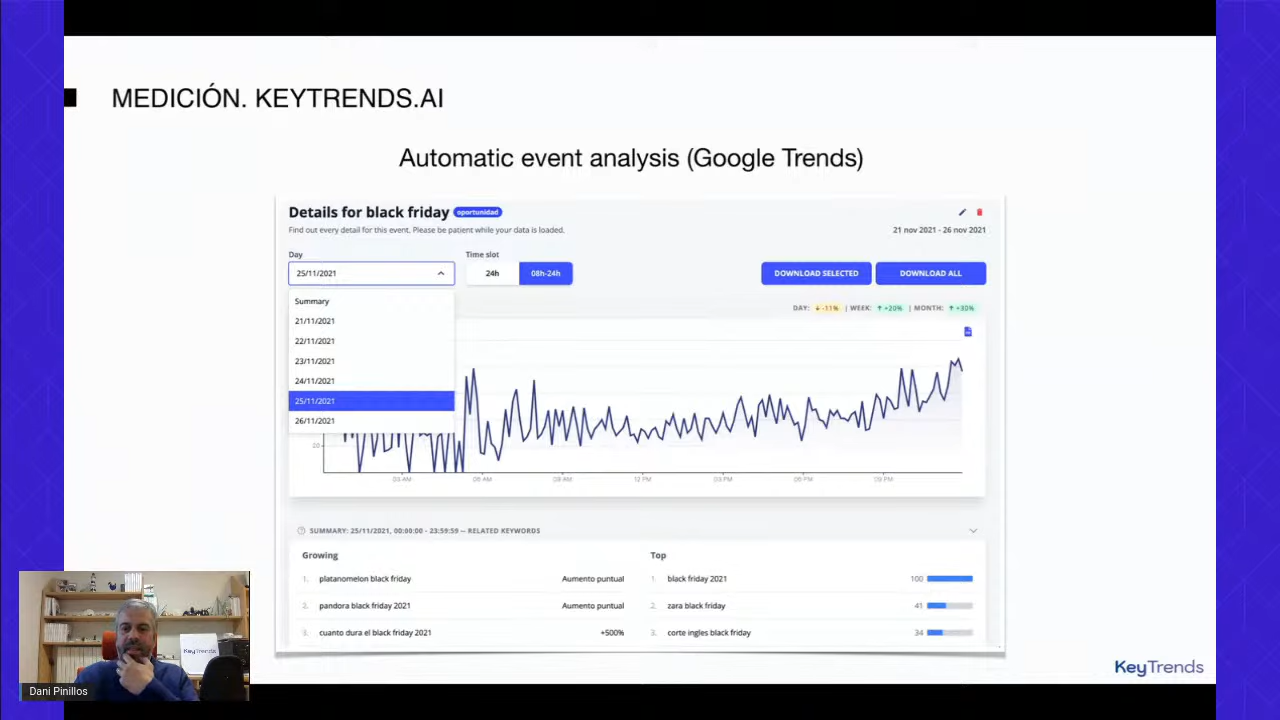 MEDICIÓN. KEYTRENDS.AI
Automatic event analysis (Google Trends)
Details for black friday oportunidad
Find out every detail for this event. Please be patient while your data is loaded.
21 nov 2021 - 26 nov 2021
Day
Time slot
25/11/2021
24h
08h-24h
DOWNLOAD SELECTED
DOWNLOAD ALL
Summary
21/11/2021
22/11/2021
23/11/2021
24/11/2021
25/11/2021
26/11/2021
DAY: -11% | WEEK: +20% | MONTH: +30%
20
03 AM 06 AM 09 AM 12 PM 03 PM 06 PM 09 PM
SUMMARY: 25/11/2021, 00:00:00 - 23:59:59 -- RELATED KEYWORDS
Growing
1. platanomelon black friday Aumento puntual
2. pandora black friday 2021 Aumento puntual
3. cuanto dura el black friday 2021 +500%
Top
1. black friday 2021 100
2. zara black friday 41
3. corte ingles black friday 34
KeyTrends
Dani Pinillos
KeyTrends